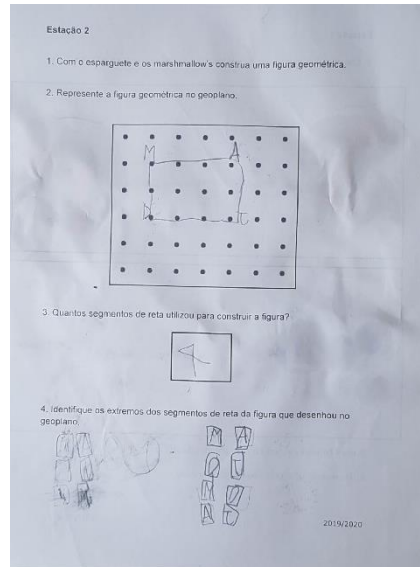 Estação 2
1. Com o esparguete e os marshmallow's construa uma figura geométrica.
2. Represente a figura geométrica no geoplano.
M A
3. Quantos segmentos de reta utilizou para construir a figura?
4
4. Identifique os extremos dos segmentos de reta da figura que desenhou no
geoplano.
M A
M
2019/2020